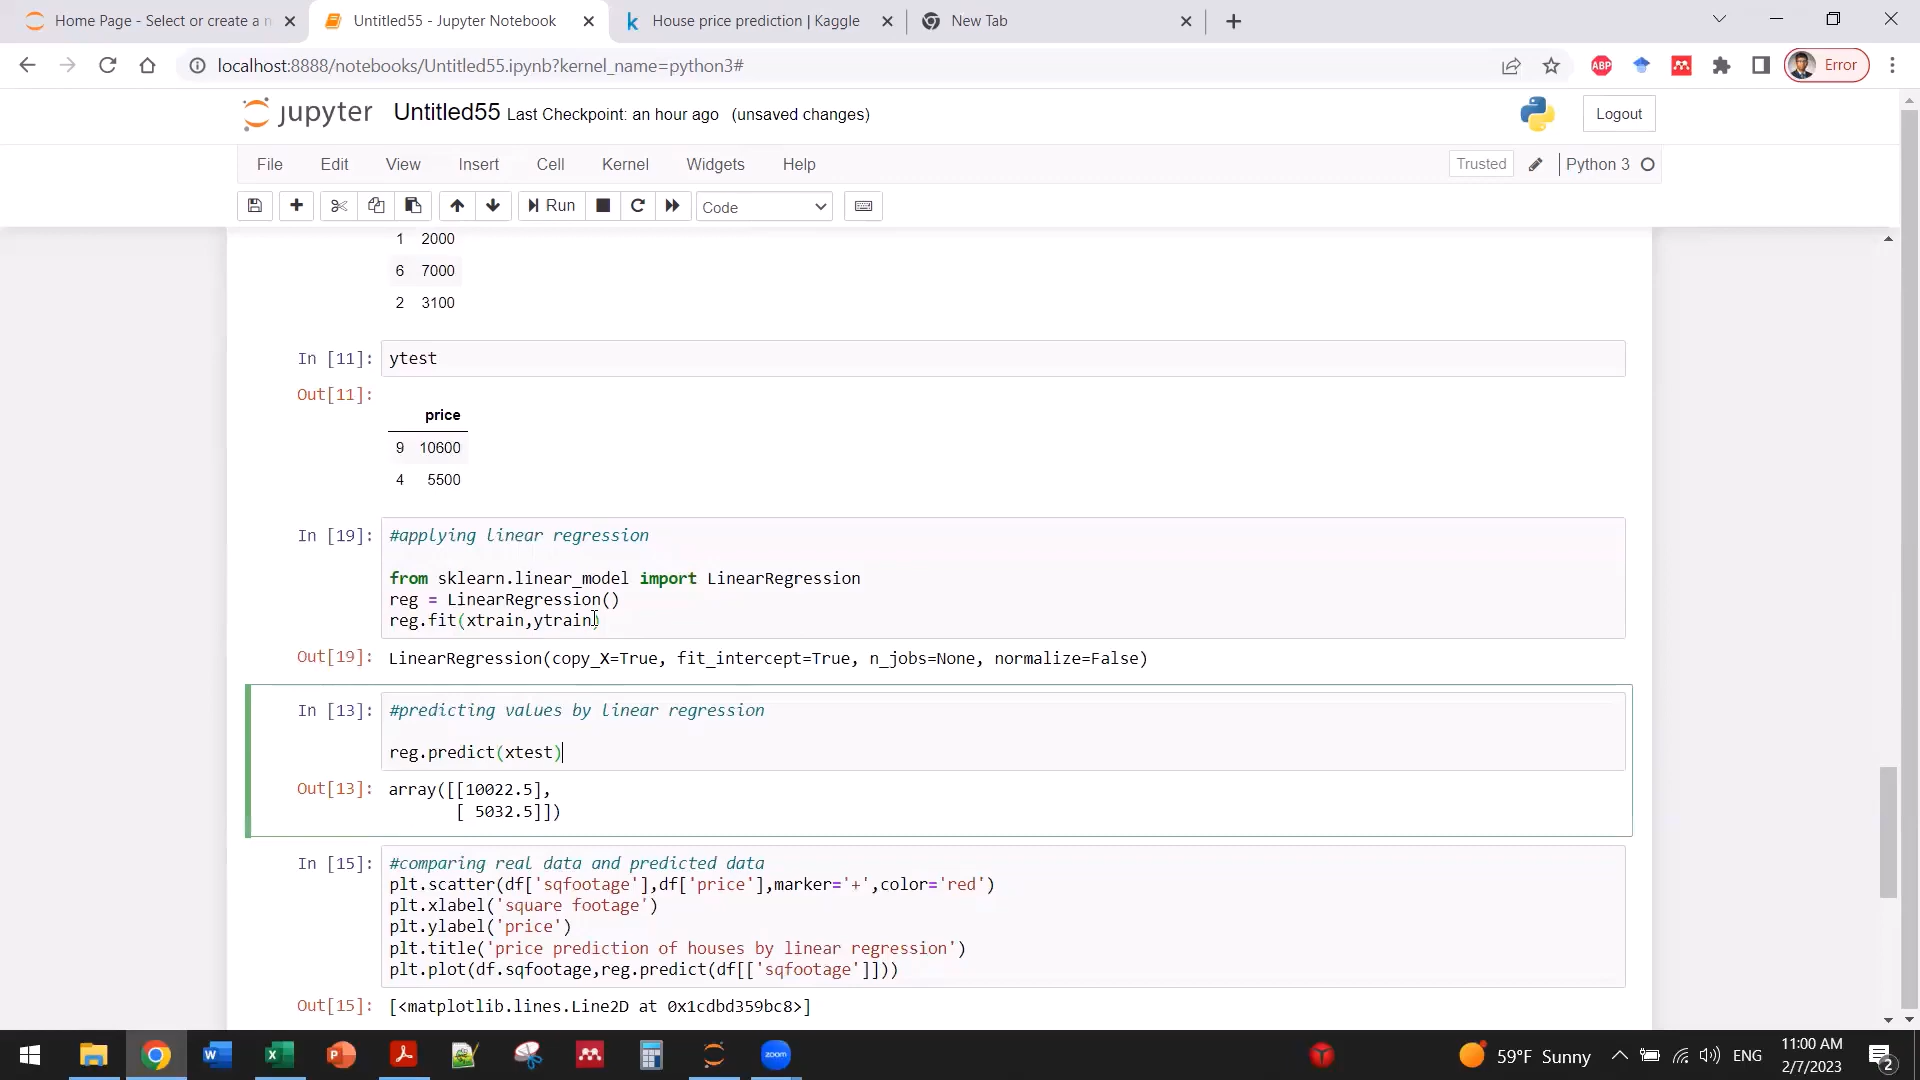 Home Page - Select or create a n
Untitled55 - Jupyter Notebook
House price prediction | Kaggle
New Tab
localhost:8888/notebooks/Untitled55.ipynb?kernel_name=python3#
ABP
Error
jupyter Untitled55 Last Checkpoint: an hour ago (unsaved changes)
Logout
File Edit View Insert Cell Kernel Widgets Help
Trusted
Python 3
Run
Code
1 2000
6 7000
2 3100
In [11]: ytest
Out[11]:
price
9 10600
4 5500
In [19]: #applying linear regression
from sklearn.linear_model import LinearRegression
reg = LinearRegression()
reg.fit(xtrain,ytrain)
Out[19]: LinearRegression(copy_X=True, fit_intercept=True, n_jobs=None, normalize=False)
In [13]: #predicting values by linear regression
reg.predict(xtest)
Out[13]: array([[10022.5],
[ 5032.5]])
In [15]: #comparing real data and predicted data
plt.scatter(df['sqfootage'],df['price'],marker='+',color='red')
plt.xlabel('square footage')
plt.ylabel('price')
plt.title('price prediction of houses by linear regression')
plt.plot(df.sqfootage,reg.predict(df[['sqfootage']]))
Out[15]: [<matplotlib.lines.Line2D at 0x1cdbd359bc8>]
zoom
59°F Sunny
ENG
11:00 AM
2/7/2023
2